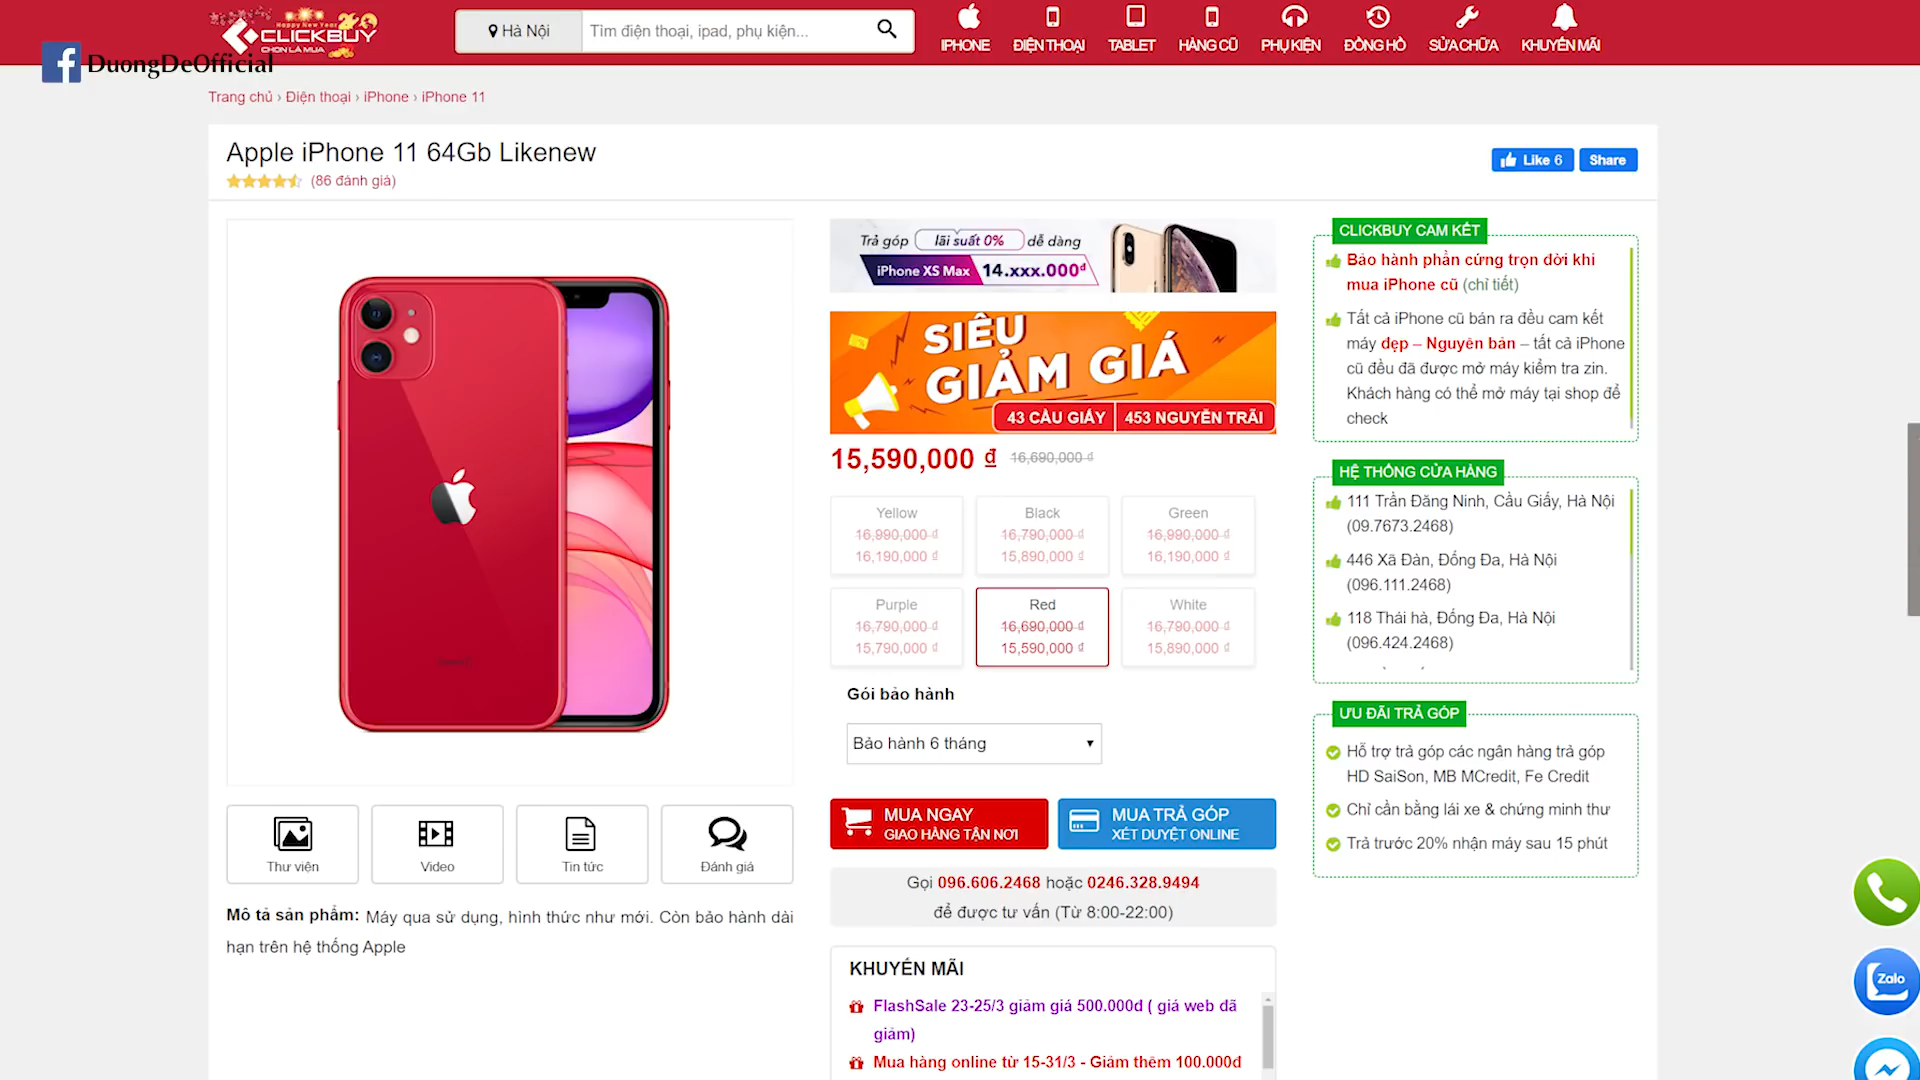 Happy New Year 2020
CLICKBUY
CHỌN LÀ MUA
DuongDeOfficial
Hà Nội
Tìm điện thoại, ipad, phụ kiện...
IPHONE
ĐIỆN THOẠI
TABLET
HÀNG CŨ
PHỤ KIỆN
ĐỒNG HỒ
SỬA CHỮA
KHUYẾN MÃI
Trang chủ › Điện thoại › iPhone › iPhone 11
Apple iPhone 11 64Gb Likenew
(86 đánh giá)
Like 6
Share
Thư viện
Video
Tin tức
Đánh giá
Mô tả sản phẩm: Máy qua sử dụng, hình thức như mới. Còn bảo hành dài
hạn trên hệ thống Apple
Trả góp lãi suất 0% dễ dàng
iPhone XS Max 14.xxx.000đ
SIÊU
GIẢM GIÁ
43 CẦU GIẤY
453 NGUYỄN TRÃI
15,590,000 ₫ 16,690,000 ₫
Yellow
16,990,000 ₫
16,190,000 ₫
Black
16,790,000 ₫
15,890,000 ₫
Green
16,990,000 ₫
16,190,000 ₫
Purple
16,790,000 ₫
15,790,000 ₫
Red
16,690,000 ₫
15,590,000 ₫
White
16,790,000 ₫
15,890,000 ₫
Gói bảo hành
Bảo hành 6 tháng
MUA NGAY
GIAO HÀNG TẬN NƠI
MUA TRẢ GÓP
XÉT DUYỆT ONLINE
Gọi 096.606.2468 hoặc 0246.328.9494
để được tư vấn (Từ 8:00-22:00)
KHUYẾN MÃI
FlashSale 23-25/3 giảm giá 500.000đ ( giá web đã
giảm)
Mua hàng online từ 15-31/3 - Giảm thêm 100.000đ
CLICKBUY CAM KẾT
Bảo hành phần cứng trọn đời khi
mua iPhone cũ (chi tiết)
Tất cả iPhone cũ bán ra đều cam kết
máy đẹp – Nguyên bản – tất cả iPhone
cũ đều đã được mở máy kiểm tra zin.
Khách hàng có thể mở máy tại shop để
check
HỆ THỐNG CỬA HÀNG
111 Trần Đăng Ninh, Cầu Giấy, Hà Nội
(09.7673.2468)
446 Xã Đàn, Đống Đa, Hà Nội
(096.111.2468)
118 Thái hà, Đống Đa, Hà Nội
(096.424.2468)
ƯU ĐÃI TRẢ GÓP
Hỗ trợ trả góp các ngân hàng trả góp
HD SaiSon, MB MCredit, Fe Credit
Chỉ cần bằng lái xe & chứng minh thư
Trả trước 20% nhận máy sau 15 phút
Zalo